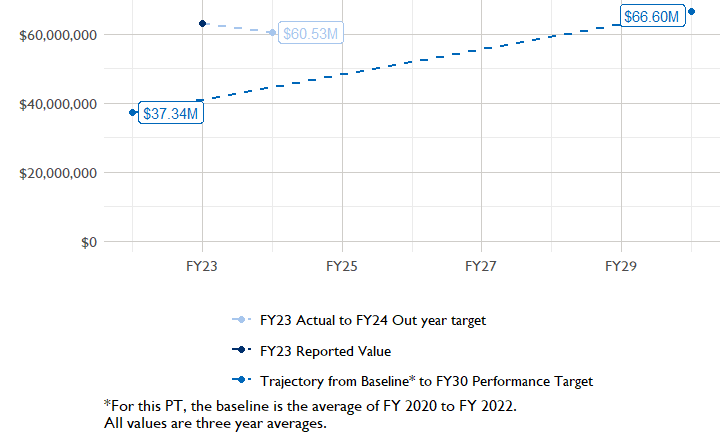 $66.60M
$60,000,000
$60.53M
$40,000,000
$37.34M
$20,000,000
$0
FY23 FY25 FY27 FY29
FY23 Actual to FY24 Out year target
FY23 Reported Value
Trajectory from Baseline* to FY30 Performance Target
*For this PT, the baseline is the average of FY 2020 to FY 2022.
All values are three year averages.